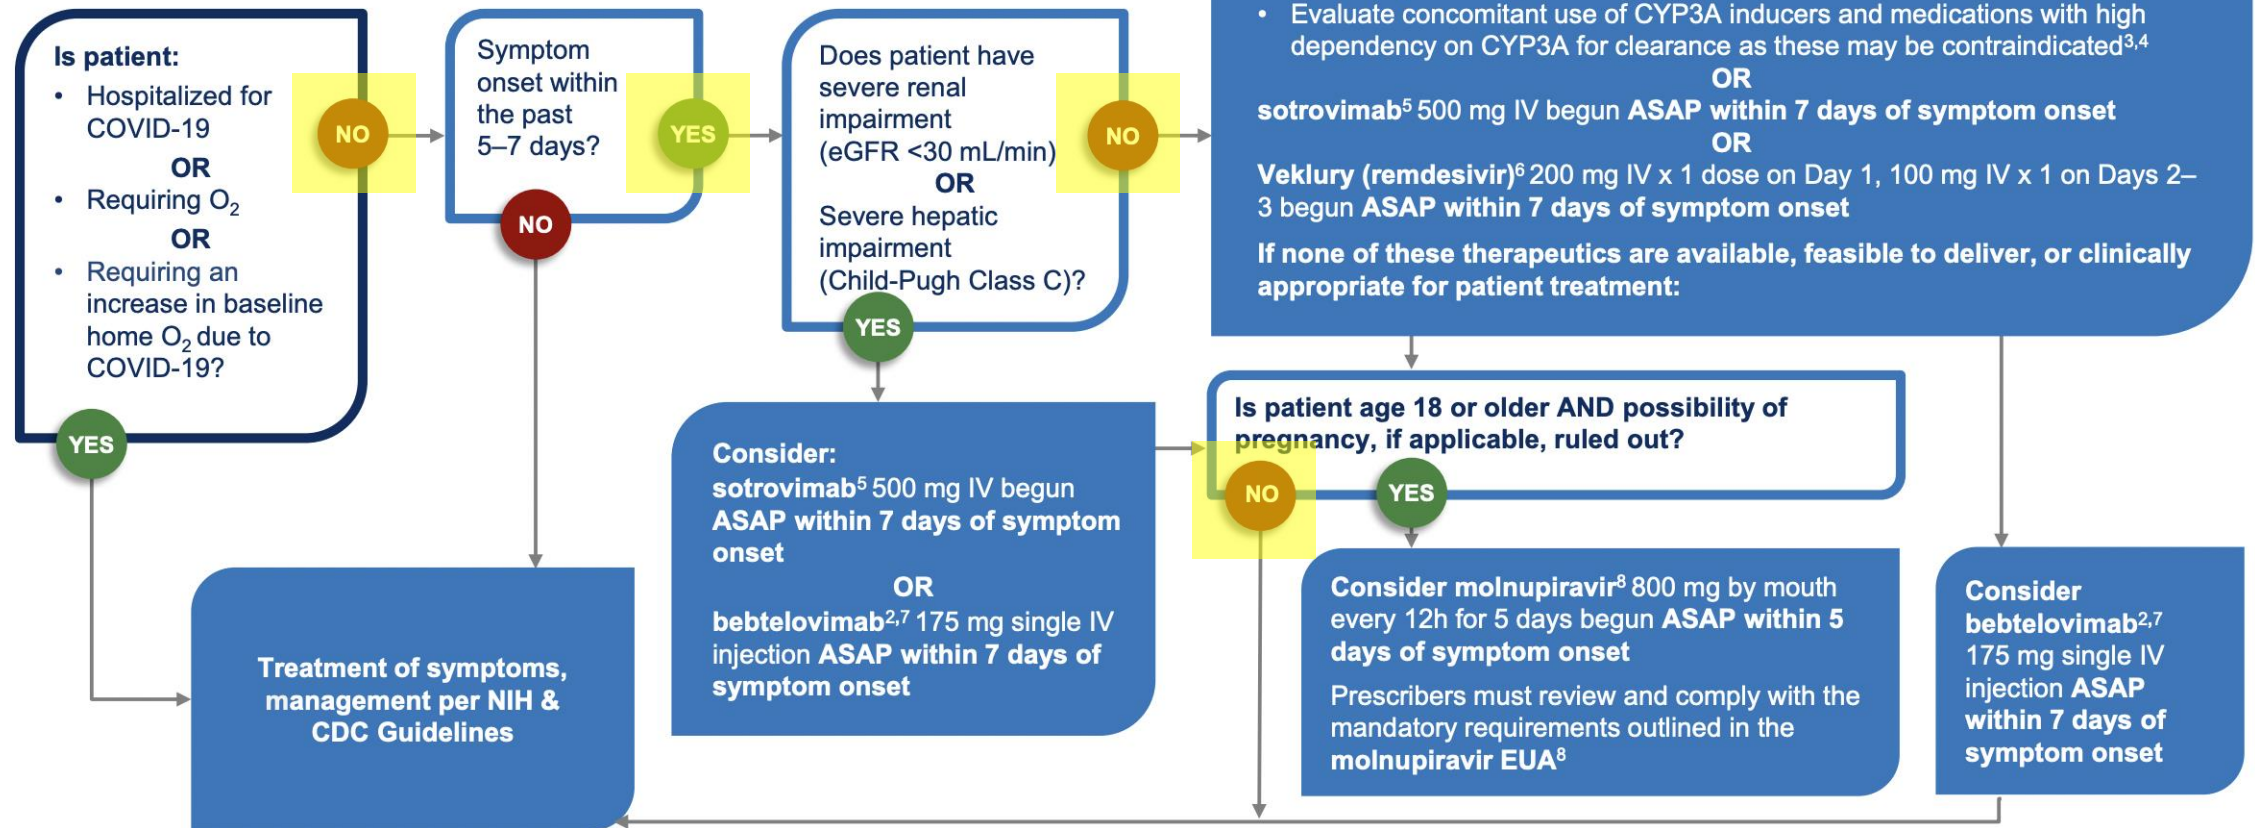 Is patient:
• Hospitalized for
COVID-19
OR
• Requiring O₂
OR
• Requiring an
increase in baseline
home O₂ due to
COVID-19?
NO
YES
Symptom
onset within
the past
5–7 days?
YES
NO
Does patient have
severe renal
impairment
(eGFR <30 mL/min)
OR
Severe hepatic
impairment
(Child-Pugh Class C)?
NO
YES
• Evaluate concomitant use of CYP3A inducers and medications with high
dependency on CYP3A for clearance as these may be contraindicated³,⁴
OR
sotrovimab⁵ 500 mg IV begun ASAP within 7 days of symptom onset
OR
Veklury (remdesivir)⁶ 200 mg IV x 1 dose on Day 1, 100 mg IV x 1 on Days 2–
3 begun ASAP within 7 days of symptom onset
If none of these therapeutics are available, feasible to deliver, or clinically
appropriate for patient treatment:
Treatment of symptoms,
management per NIH &
CDC Guidelines
Consider:
sotrovimab⁵ 500 mg IV begun
ASAP within 7 days of symptom
onset
OR
bebtelovimab²,⁷ 175 mg single IV
injection ASAP within 7 days of
symptom onset
Is patient age 18 or older AND possibility of
pregnancy, if applicable, ruled out?
NO
YES
Consider molnupiravir⁸ 800 mg by mouth
every 12h for 5 days begun ASAP within 5
days of symptom onset
Prescribers must review and comply with the
mandatory requirements outlined in the
molnupiravir EUA⁸
Consider
bebtelovimab²,⁷
175 mg single IV
injection ASAP
within 7 days of
symptom onset